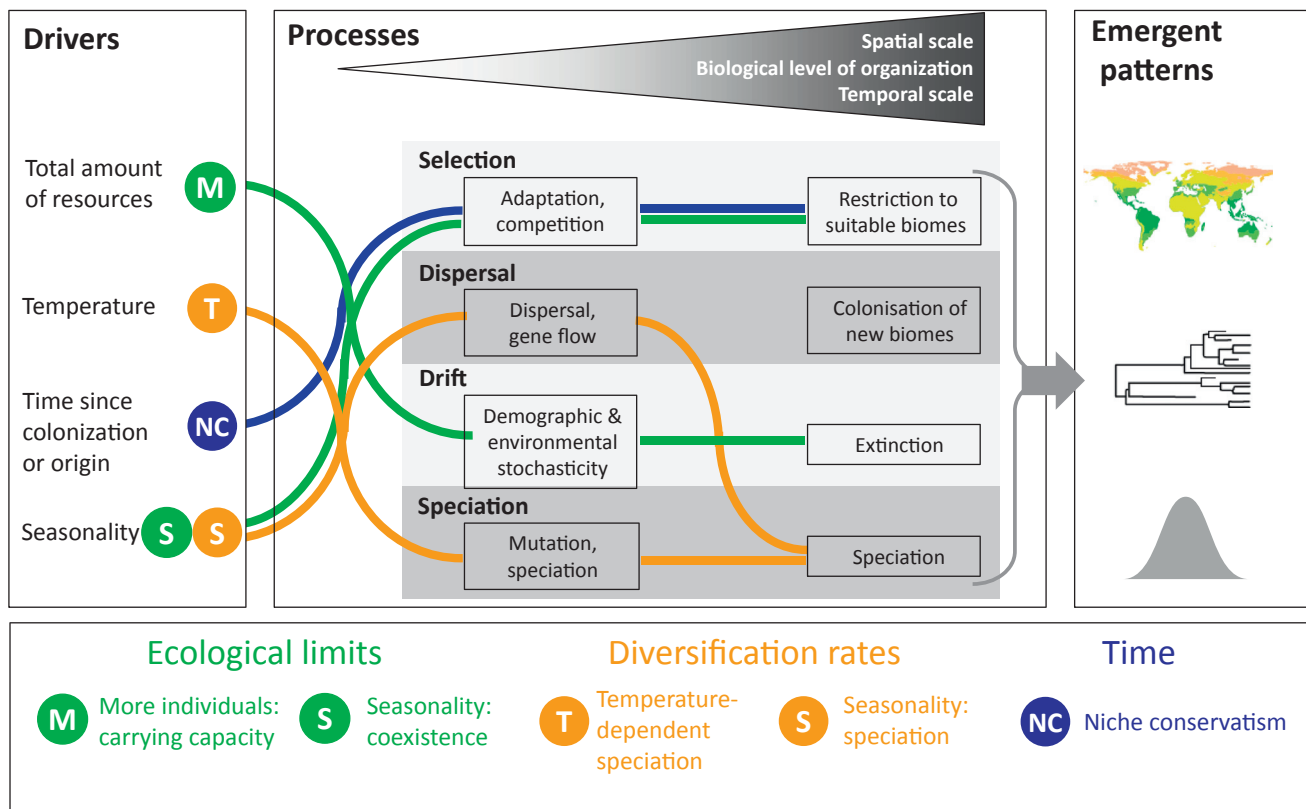 Drivers
Total amount
of resources
M
Temperature
T
Time since
colonization
or origin
NC
Seasonality
S
S
Processes
Spatial scale
Biological level of organization
Temporal scale
Selection
Adaptation,
competition
Restriction to
suitable biomes
Dispersal
Dispersal,
gene flow
Colonisation of
new biomes
Drift
Demographic &
environmental
stochasticity
Extinction
Speciation
Mutation,
speciation
Speciation
Emergent
patterns
Ecological limits
M
More individuals:
carrying capacity
S
Seasonality:
coexistence
Diversification rates
T
Temperature-
dependent
speciation
S
Seasonality:
speciation
Time
NC
Niche conservatism